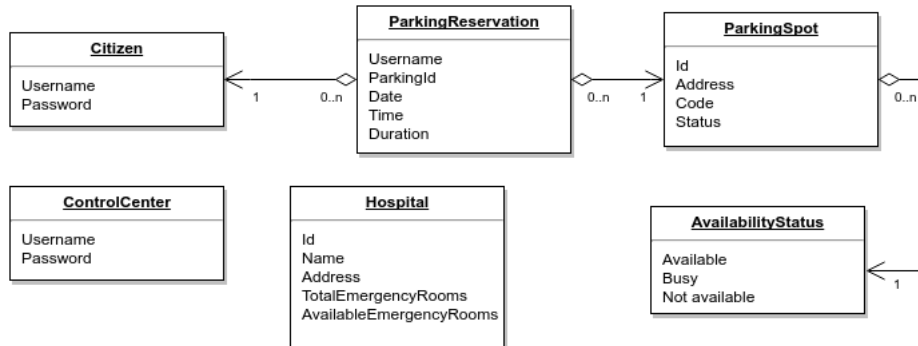 Citizen
Username
Password
1
0..n
ParkingReservation
Username
ParkingId
Date
Time
Duration
0..n
1
ParkingSpot
Id
Address
Code
Status
0..n
ControlCenter
Username
Password
Hospital
Id
Name
Address
TotalEmergencyRooms
AvailableEmergencyRooms
AvailabilityStatus
Available
Busy
Not available
1